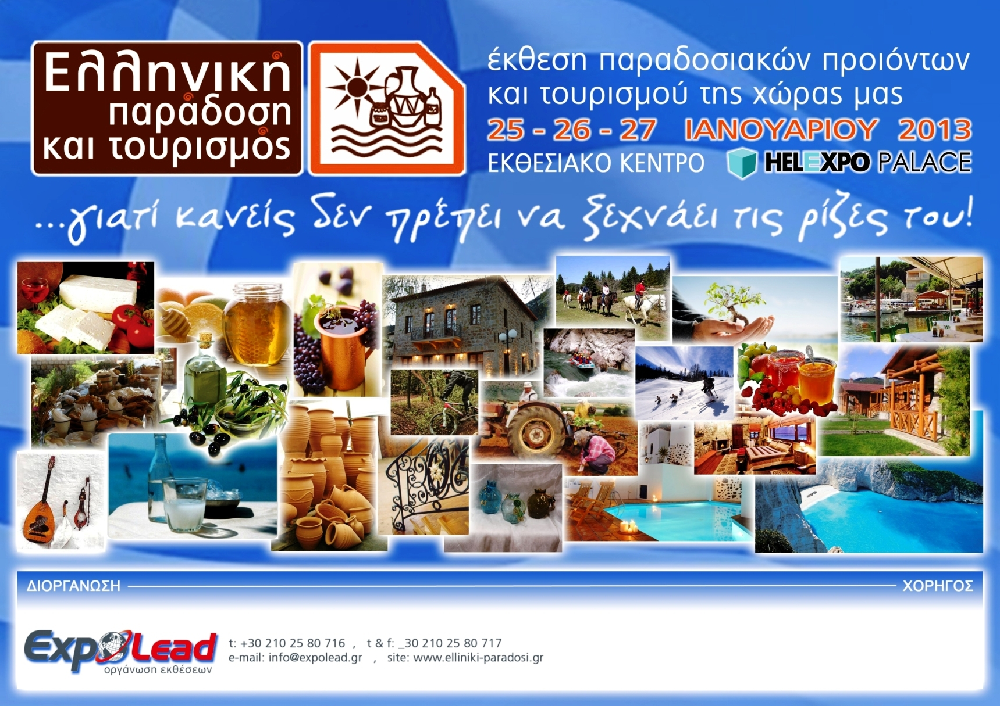 Ελληνική
παράδοση
και τουρισμός
έκθεση παραδοσιακών προιόντων
και τουρισμού της χώρας μας
25 - 26 - 27 ΙΑΝΟΥΑΡΙΟΥ 2013
ΕΚΘΕΣΙΑΚΟ ΚΕΝΤΡΟ HELEXPO PALACE
...γιατί κανείς δεν πρέπει να ξεχνάει τις ρίζες του!
ΔΙΟΡΓΑΝΩΣΗ
ΧΟΡΗΓΟΣ
ExpoLead
οργάνωση εκθέσεων
t: +30 210 25 80 716 , t & f: _30 210 25 80 717
e-mail: info@expolead.gr , site: www.elliniki-paradosi.gr